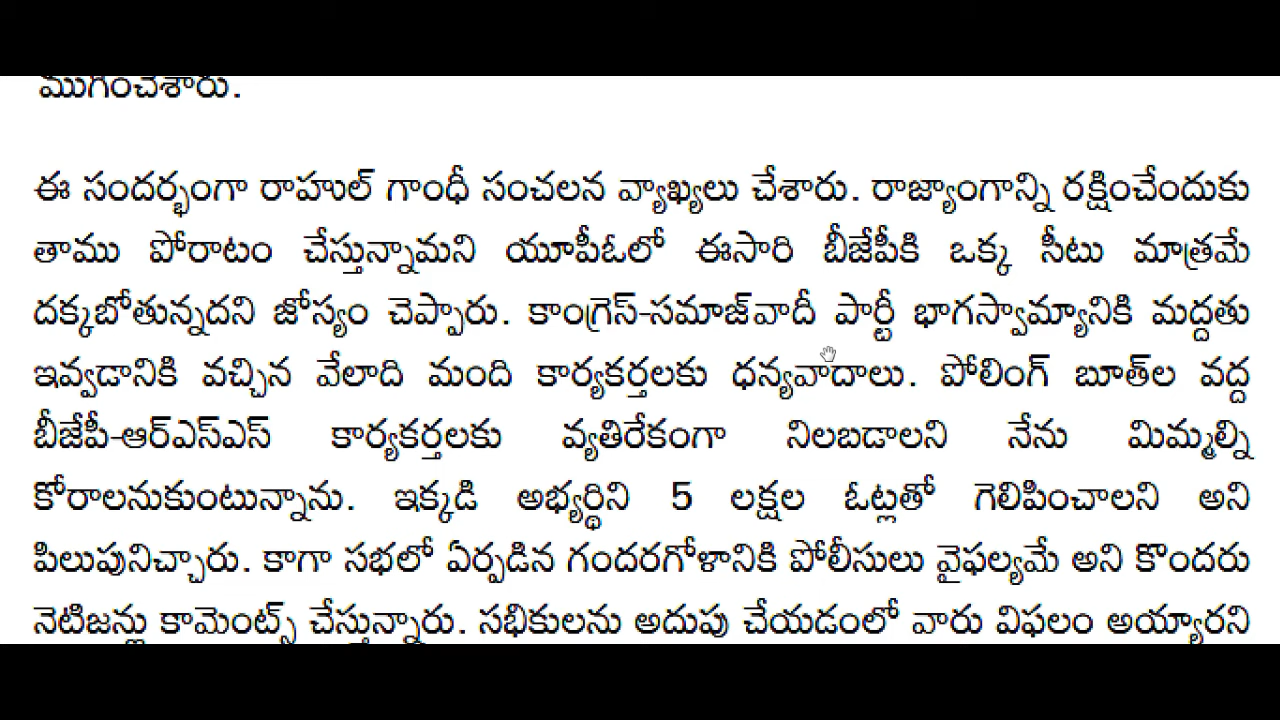 ముగించేశారు.
ఈ సందర్భంగా రాహుల్ గాంధీ సంచలన వ్యాఖ్యలు చేశారు. రాజ్యాంగాన్ని రక్షించేందుకు
తాము పోరాటం చేస్తున్నామని యూపీఓలో ఈసారి బీజేపీకి ఒక్క సీటు మాత్రమే
దక్కబోతున్నదని జోస్యం చెప్పారు. కాంగ్రెస్-సమాజ్‌వాదీ పార్టీ భాగస్వామ్యానికి మద్దతు
ఇవ్వడానికి వచ్చిన వేలాది మంది కార్యకర్తలకు ధన్యవాదాలు. పోలింగ్ బూత్‌ల వద్ద
బీజేపీ-ఆర్ఎస్ఎస్ కార్యకర్తలకు వ్యతిరేకంగా నిలబడాలని నేను మిమ్మల్ని
కోరాలనుకుంటున్నాను. ఇక్కడి అభ్యర్థిని 5 లక్షల ఓట్లతో గెలిపించాలని అని
పిలుపునిచ్చారు. కాగా సభలో ఏర్పడిన గందరగోళానికి పోలీసులు వైఫల్యమే అని కొందరు
నెటిజన్లు కామెంట్స్ చేస్తున్నారు. సభికులను అదుపు చేయడంలో వారు విఫలం అయ్యారని